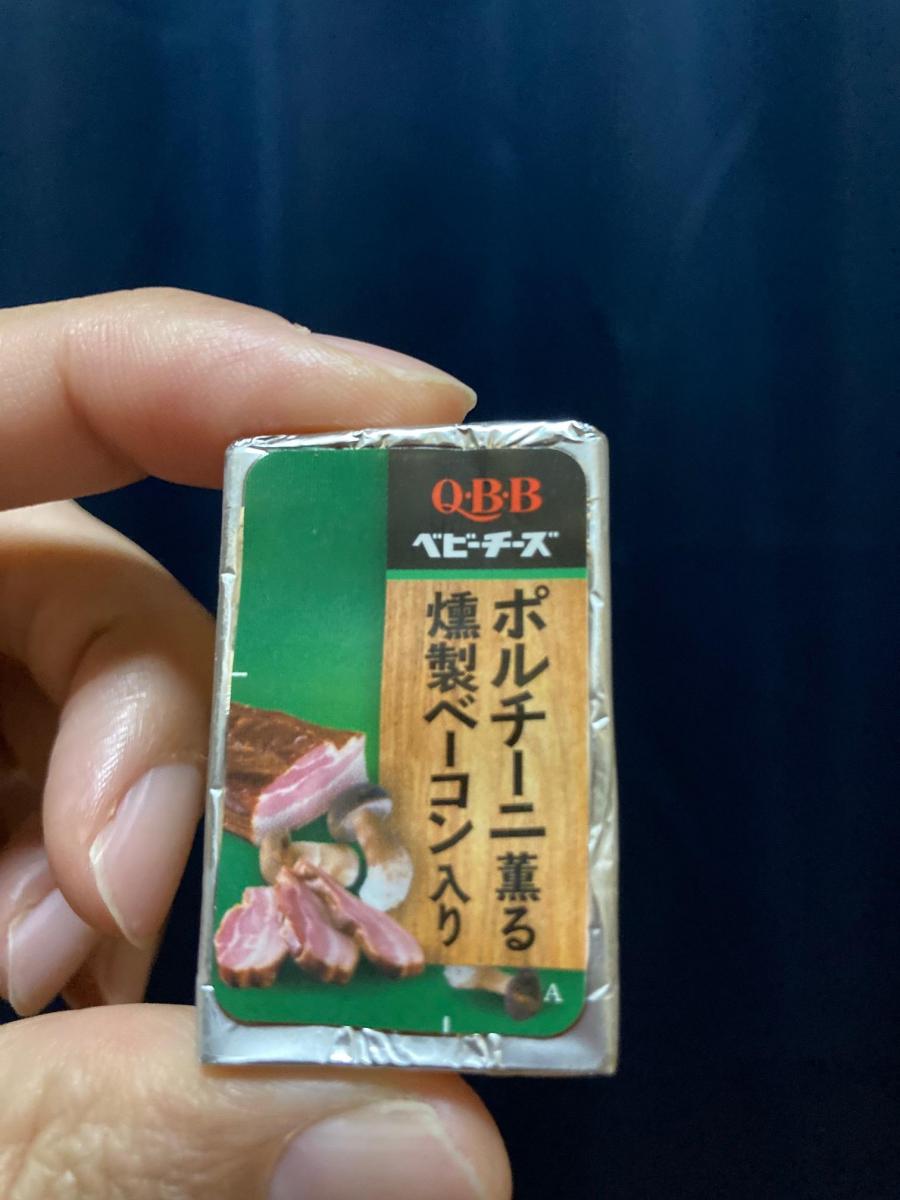 Q·B·B
ベビーチーズ
ポルチーニ薫る
燻製ベーコン入り
A